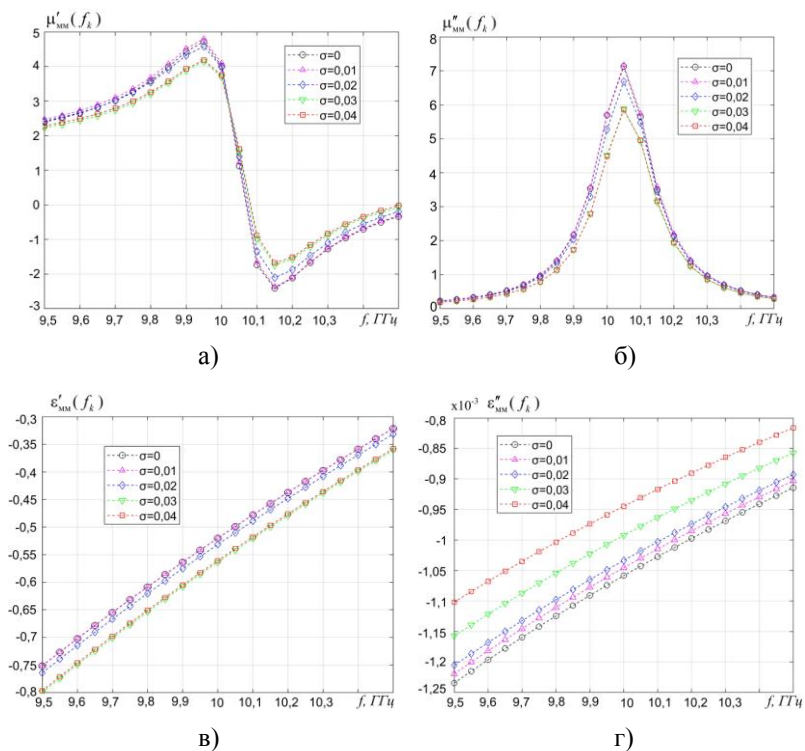 μ′мм(fk)
5
4
3
2
1
0
-1
-2
-3
σ=0
σ=0,01
σ=0,02
σ=0,03
σ=0,04
9,5 9,6 9,7 9,8 9,9 10 10,1 10,2 10,3 f, ГГц
а)
μ″мм(fk)
8
7
6
5
4
3
2
1
0
σ=0
σ=0,01
σ=0,02
σ=0,03
σ=0,04
9,5 9,6 9,7 9,8 9,9 10 10,1 10,2 10,3 f, ГГц
б)
ε′мм(fk)
-0,3
-0,35
-0,4
-0,45
-0,5
-0,55
-0,6
-0,65
-0,7
-0,75
-0,8
σ=0
σ=0,01
σ=0,02
σ=0,03
σ=0,04
9,5 9,6 9,7 9,8 9,9 10 10,1 10,2 10,3 f, ГГц
в)
x10-3 ε″мм(fk)
-0,8
-0,85
-0,9
-0,95
-1
-1,05
-1,1
-1,15
-1,2
-1,25
σ=0
σ=0,01
σ=0,02
σ=0,03
σ=0,04
9,5 9,6 9,7 9,8 9,9 10 10,1 10,2 10,3 f, ГГц
г)